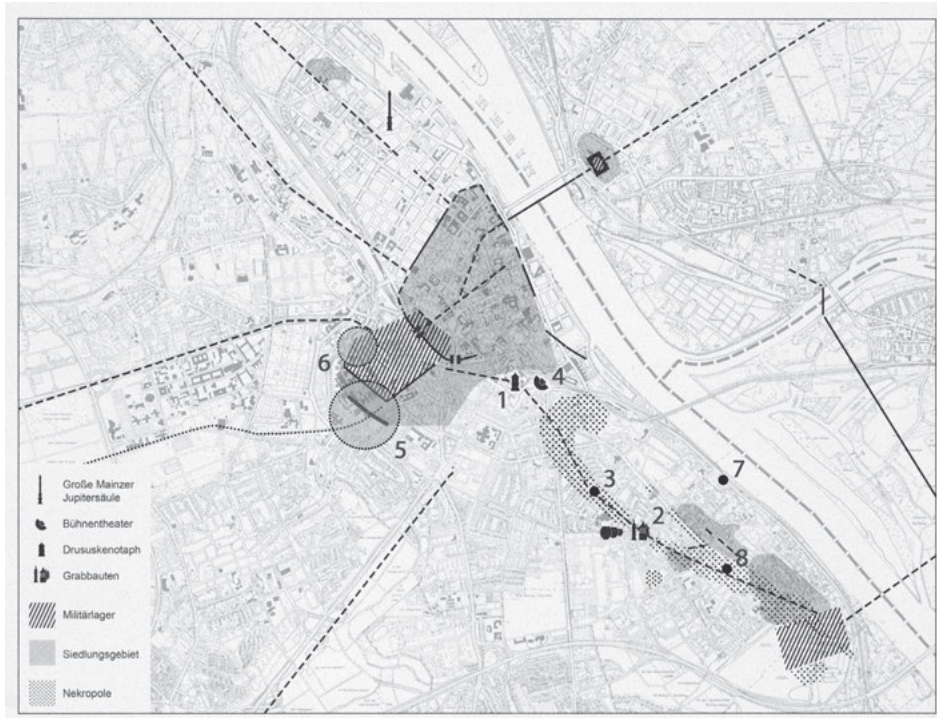 6
1
4
5
3
2
7
8
Große Mainzer
Jupitersäule
Bühnentheater
Drususkenotaph
Grabbauten
Militärlager
Siedlungsgebiet
Nekropole